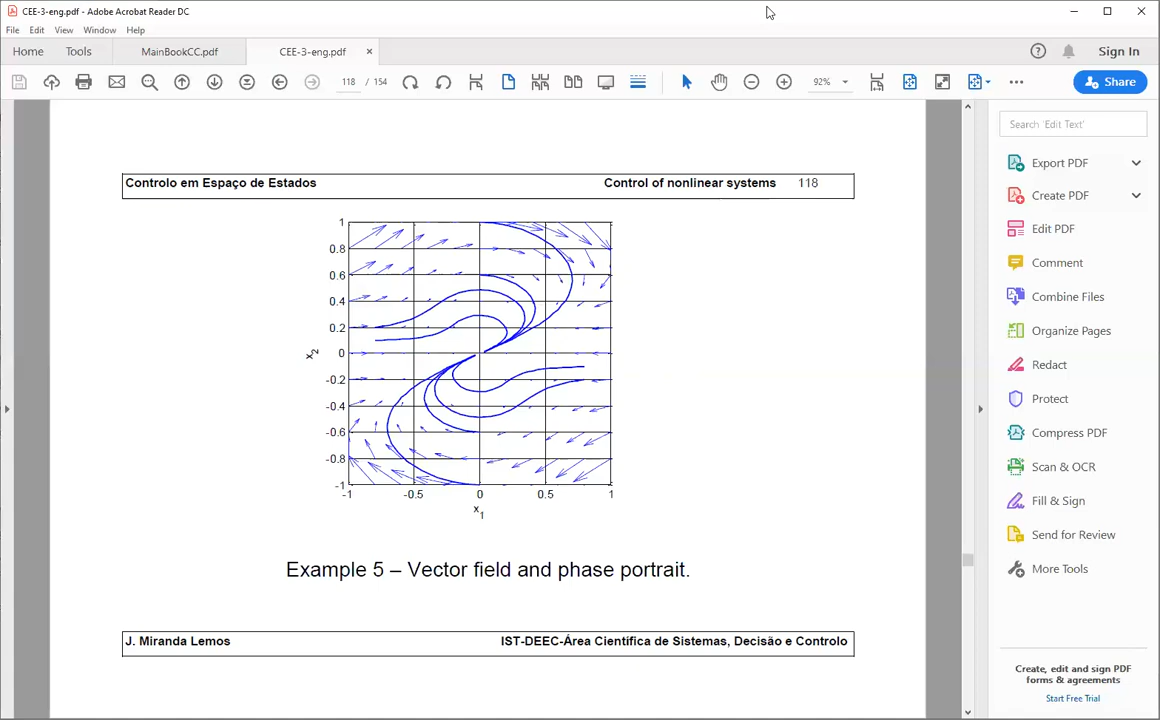 CEE-3-eng.pdf - Adobe Acrobat Reader DC
File Edit View Window Help
Home Tools MainBookCC.pdf CEE-3-eng.pdf × Sign In
118 / 154 92% Share
Search 'Edit Text'
Export PDF
Create PDF
Edit PDF
Comment
Combine Files
Organize Pages
Redact
Protect
Compress PDF
Scan & OCR
Fill & Sign
Send for Review
More Tools
Create, edit and sign PDF
forms & agreements
Start Free Trial
Controlo em Espaço de Estados Control of nonlinear systems 118
1
0.8
0.6
0.4
0.2
0
-0.2
-0.4
-0.6
-0.8
-1
x2
-1 -0.5 0 0.5 1
x1
Example 5 – Vector field and phase portrait.
J. Miranda Lemos IST-DEEC-Área Científica de Sistemas, Decisão e Controlo